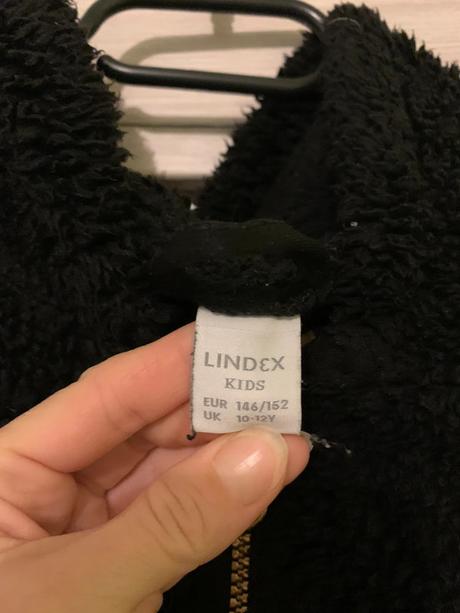 LINDEX
KIDS
EUR 146/152
UK 10-12Y